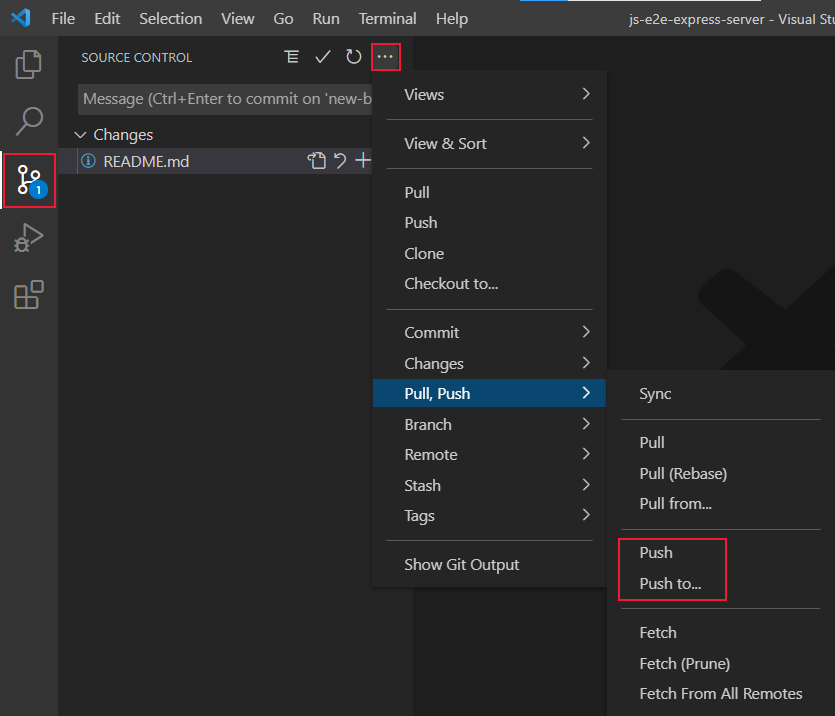 File Edit Selection View Go Run Terminal Help js-e2e-express-server - Visual Stu
SOURCE CONTROL
Message (Ctrl+Enter to commit on 'new-b
Changes
README.md
1
Views
View & Sort
Pull
Push
Clone
Checkout to...
Commit
Changes
Pull, Push
Branch
Remote
Stash
Tags
Show Git Output
Sync
Pull
Pull (Rebase)
Pull from...
Push
Push to...
Fetch
Fetch (Prune)
Fetch From All Remotes